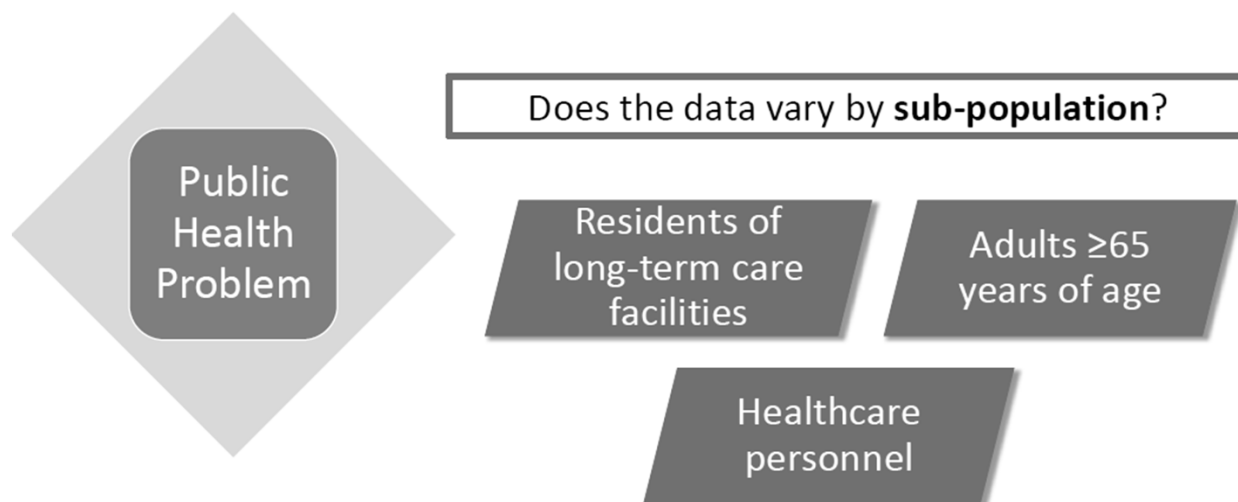 Public
Health
Problem
Does the data vary by sub-population?
Residents of
long-term care
facilities
Adults ≥65
years of age
Healthcare
personnel